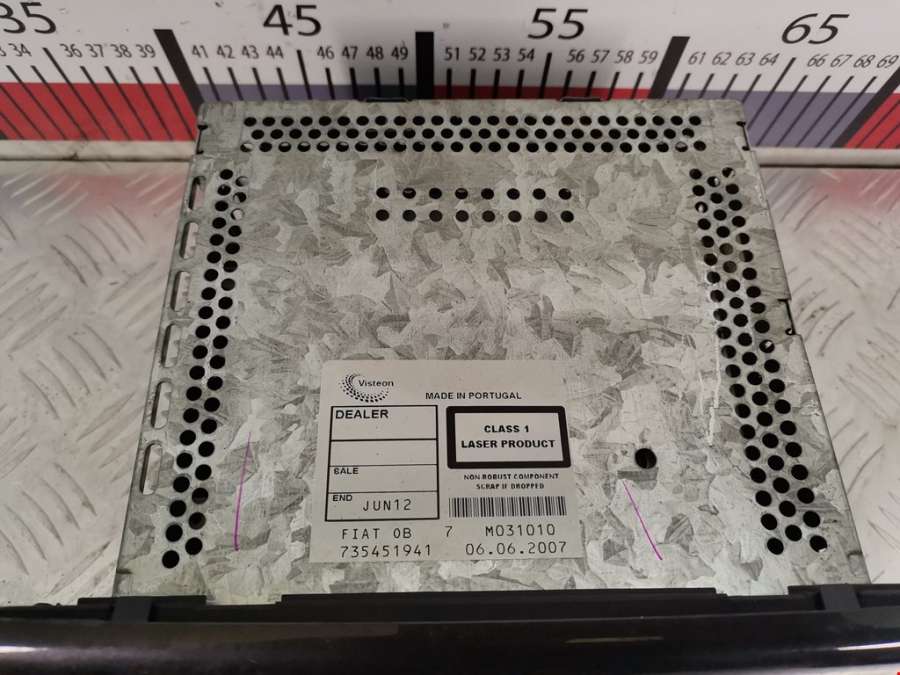 35 45 55 65
34 36 37 38 39 41 42 43 44 46 47 48 49 51 52 53 54 56 57 58 59 61 62 63 64 66 67 68 69
Visteon
MADE IN PORTUGAL
DEALER
CLASS 1
LASER PRODUCT
SALE
NON ROBUST COMPONENT
SCRAP IF DROPPED
END JUN12
FIAT 0B 7 M031010
735451941 06.06.2007